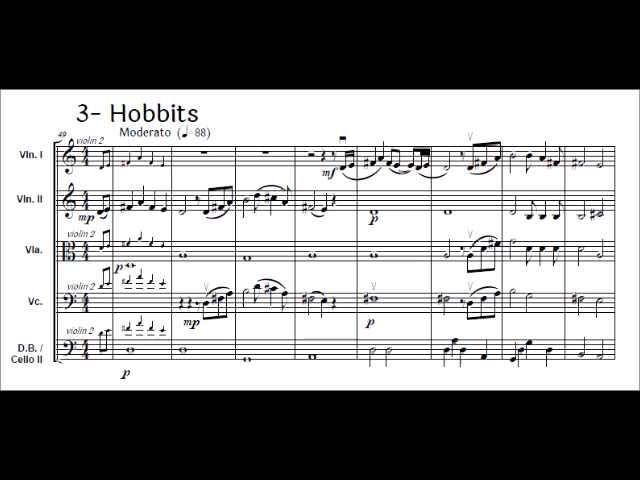 3- Hobbits
Moderato (♩=88)
49
violin 2
Vln. I
mf
Vln. II
mp
p
violin 2
Vla.
p
violin 2
Vc.
mp
p
violin 2
D.B. /
Cello II
p